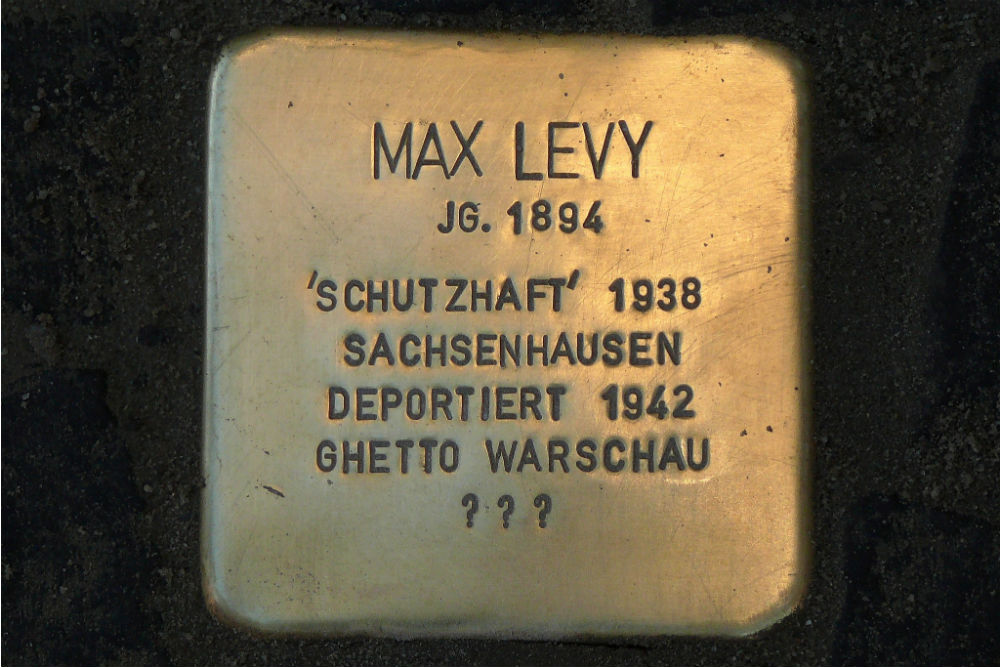 MAX LEVY
JG. 1894
'SCHUTZHAFT' 1938
SACHSENHAUSEN
DEPORTIERT 1942
GHETTO WARSCHAU
? ? ?